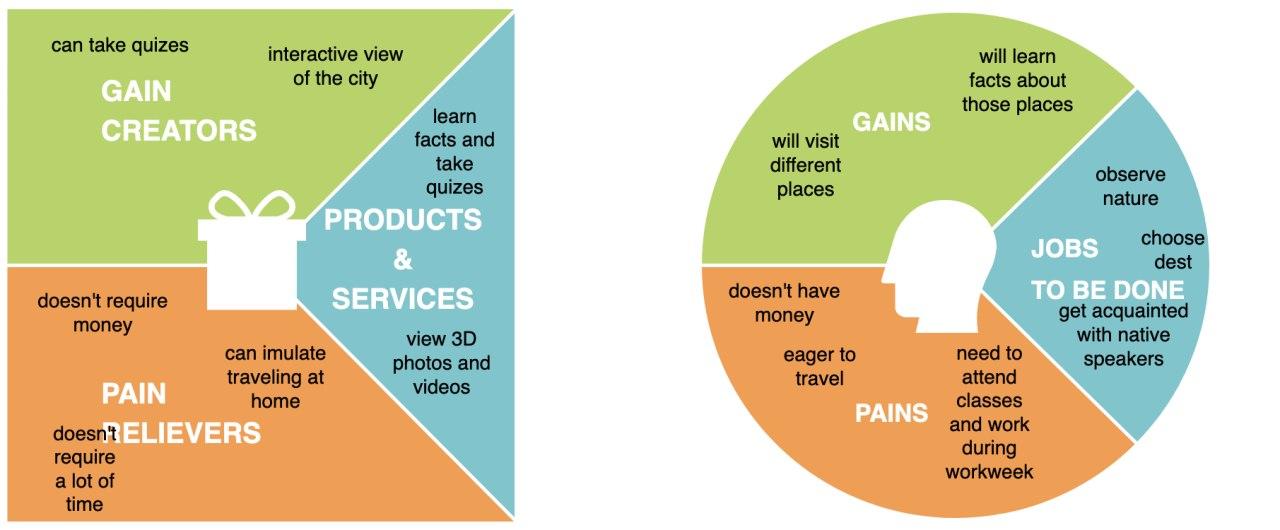 can take quizes
interactive view
of the city
GAIN
CREATORS
learn
facts and
take
quizes
PRODUCTS
&
SERVICES
view 3D
photos and
videos
doesn't require
money
can imulate
traveling at
home
PAIN
RELIEVERS
doesn't
require
a lot of
time
will learn
facts about
those places
GAINS
will visit
different
places
observe
nature
choose
dest
JOBS
TO BE DONE
get acquainted
with native
speakers
doesn't have
money
eager to
travel
need to
attend
classes
and work
during
workweek
PAINS